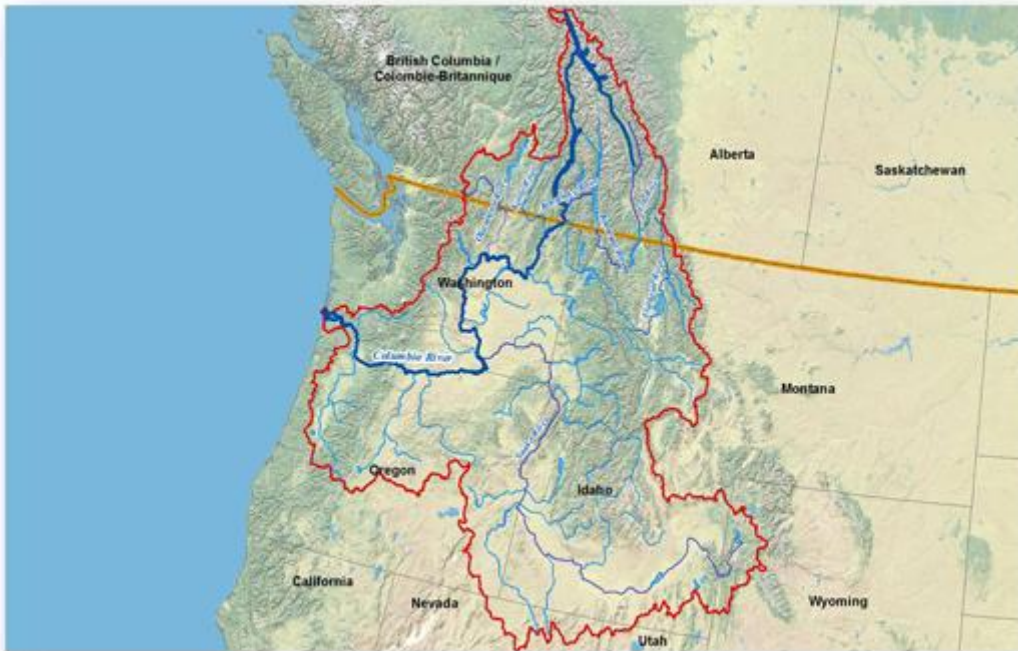 British Columbia /
Colombie-Britannique
Alberta
Saskatchewan
Washington
Columbia River
Montana
Oregon
Idaho
California
Nevada
Wyoming
Utah